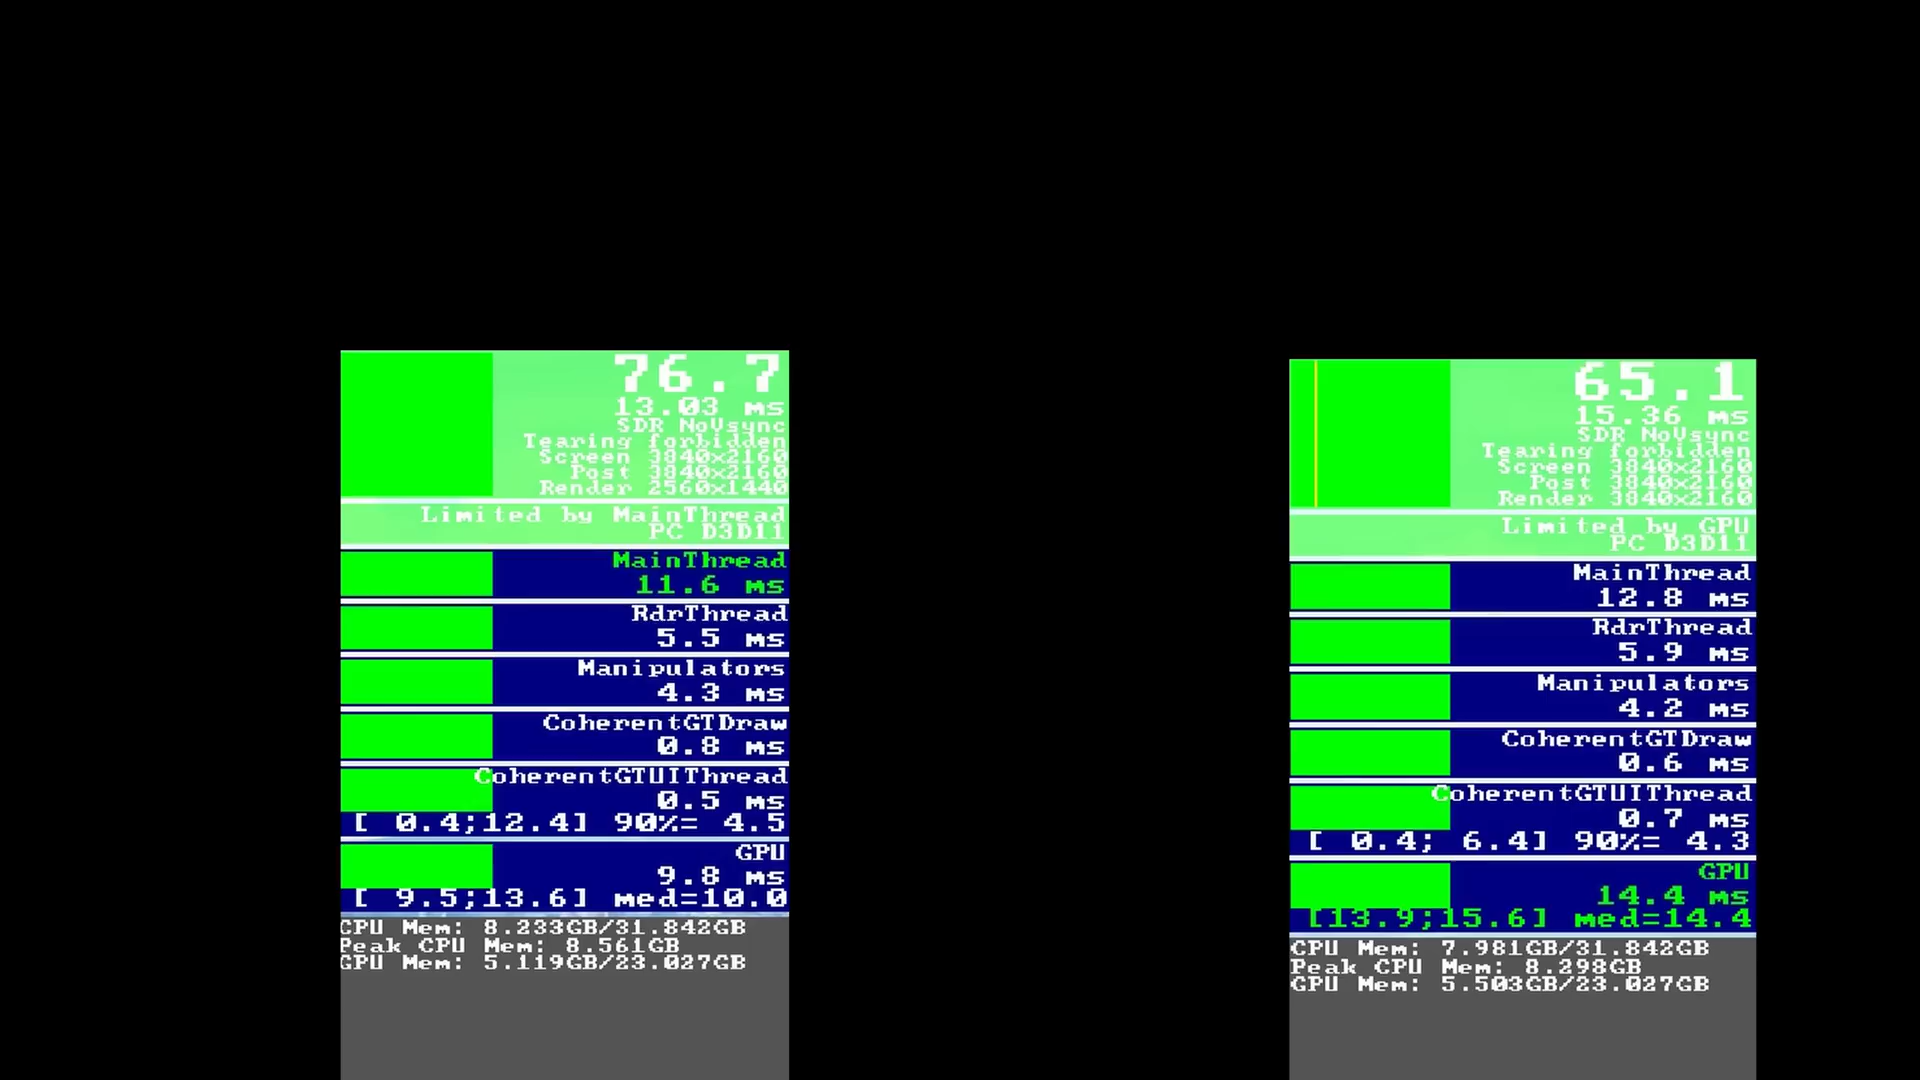 76.7
13.03 ms
SDR NoVsync
Tearing forbidden
Screen 3840x2160
Post 3840x2160
Render 2560x1440
Limited by MainThread
PC D3D11
MainThread
11.6 ms
RdrThread
5.5 ms
Manipulators
4.3 ms
CoherentGTDraw
0.8 ms
CoherentGTUIThread
0.5 ms
[ 0.4;12.4] 90%= 4.5
GPU
9.8 ms
[ 9.5;13.6] med=10.0
CPU Mem: 8.233GB/31.842GB
Peak CPU Mem: 8.561GB
GPU Mem: 5.119GB/23.027GB
65.1
15.36 ms
SDR NoVsync
Tearing forbidden
Screen 3840x2160
Post 3840x2160
Render 3840x2160
Limited by GPU
PC D3D11
MainThread
12.8 ms
RdrThread
5.9 ms
Manipulators
4.2 ms
CoherentGTDraw
0.6 ms
CoherentGTUIThread
0.7 ms
[ 0.4; 6.4] 90%= 4.3
GPU
14.4 ms
[13.9;15.6] med=14.4
CPU Mem: 7.981GB/31.842GB
Peak CPU Mem: 8.298GB
GPU Mem: 5.503GB/23.027GB